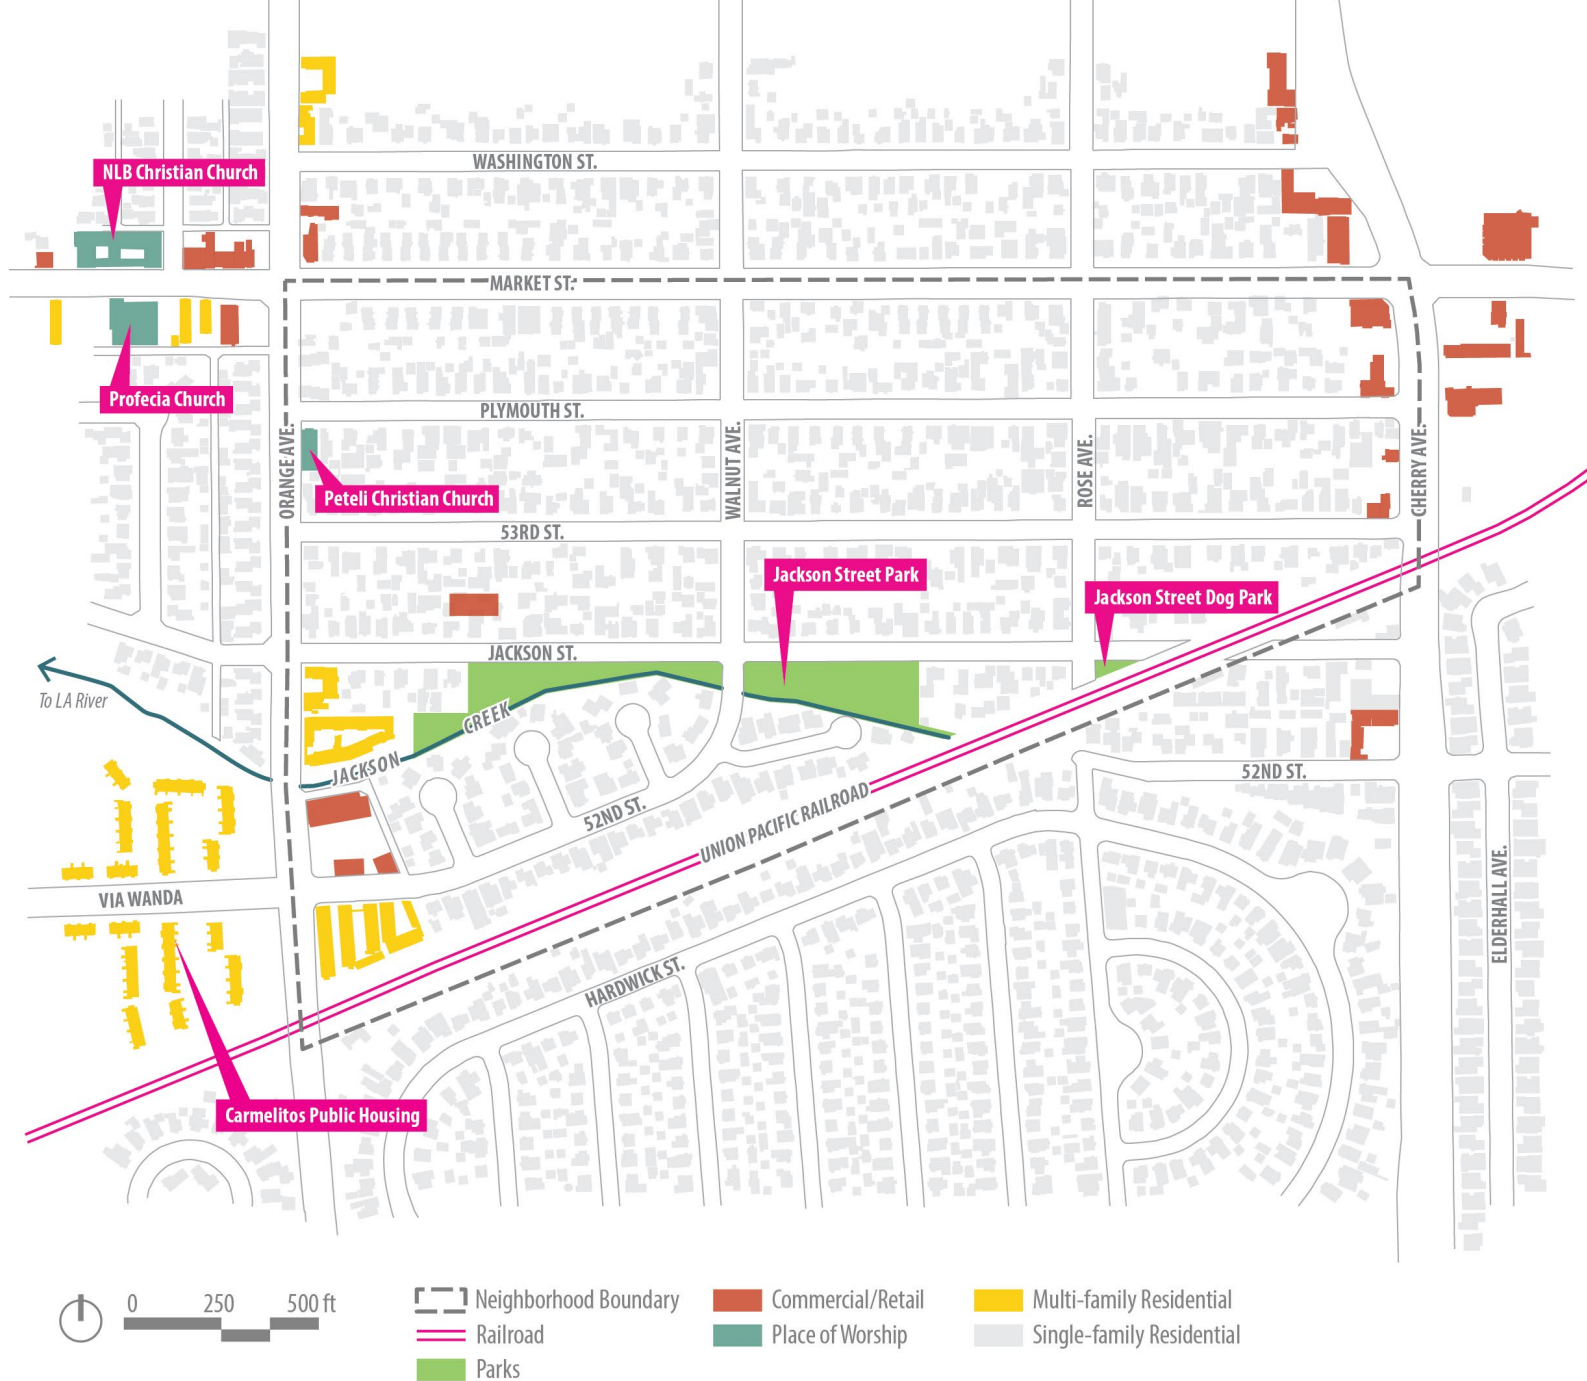 WASHINGTON ST.
NLB Christian Church
MARKET ST.
Profecia Church
PLYMOUTH ST.
ORANGE AVE.
WALNUT AVE.
ROSE AVE.
CHERRY AVE.
Peteli Christian Church
53RD ST.
Jackson Street Park
Jackson Street Dog Park
JACKSON ST.
To LA River
JACKSON CREEK
52ND ST.
52ND ST.
UNION PACIFIC RAILROAD
VIA WANDA
ELDERHALL AVE.
HARDWICK ST.
Carmelitos Public Housing
0 250 500 ft
Neighborhood Boundary
Railroad
Parks
Commercial/Retail
Place of Worship
Multi-family Residential
Single-family Residential